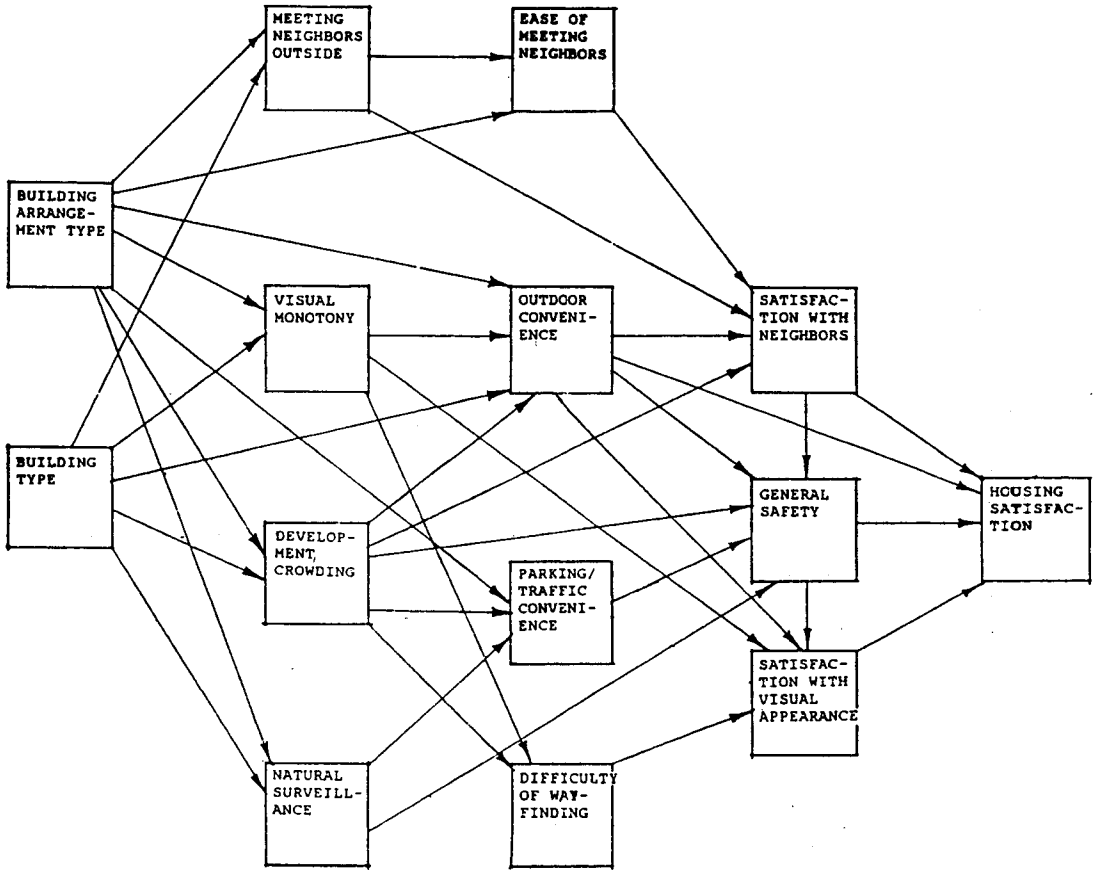 MEETING
NEIGHBORS
OUTSIDE
EASE OF
MEETING
NEIGHBORS
BUILDING
ARRANGE-
MENT TYPE
VISUAL
MONOTONY
OUTDOOR
CONVENI-
ENCE
SATISFAC-
TION WITH
NEIGHBORS
BUILDING
TYPE
GENERAL
SAFETY
HOUSING
SATISFAC-
TION
DEVELOP-
MENT,
CROWDING
PARKING/
TRAFFIC
CONVENI-
ENCE
SATISFAC-
TION WITH
VISUAL
APPEARANCE
NATURAL
SURVEILL-
ANCE
DIFFICULTY
OF WAY-
FINDING